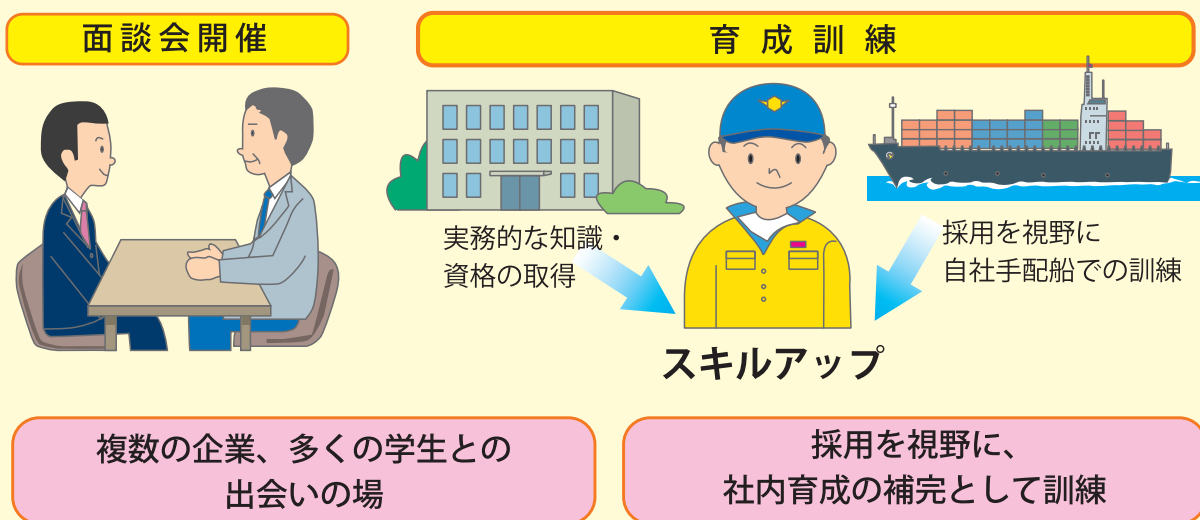 面談会開催
育成訓練
実務的な知識・
資格の取得
採用を視野に
自社手配船での訓練
スキルアップ
複数の企業、多くの学生との
出会いの場
採用を視野に、
社内育成の補完として訓練